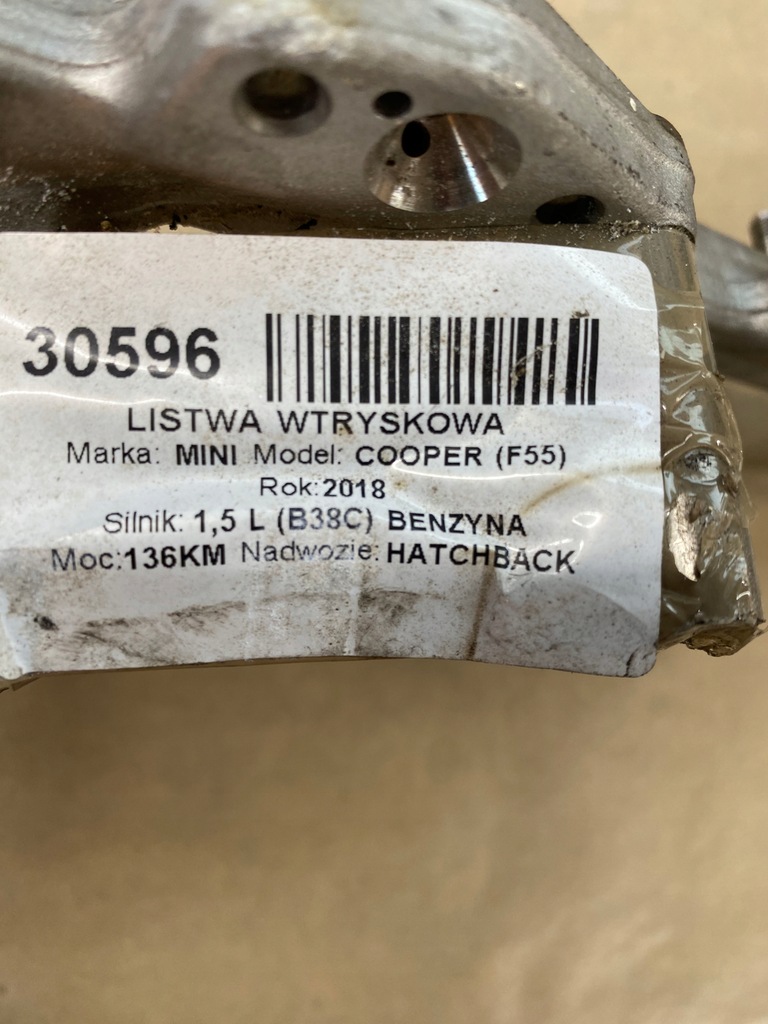 30596
LISTWA WTRYSKOWA
Marka: MINI Model: COOPER (F55)
Rok:2018
Silnik: 1,5 L (B38C) BENZYNA
Moc:136KM Nadwozie: HATCHBACK